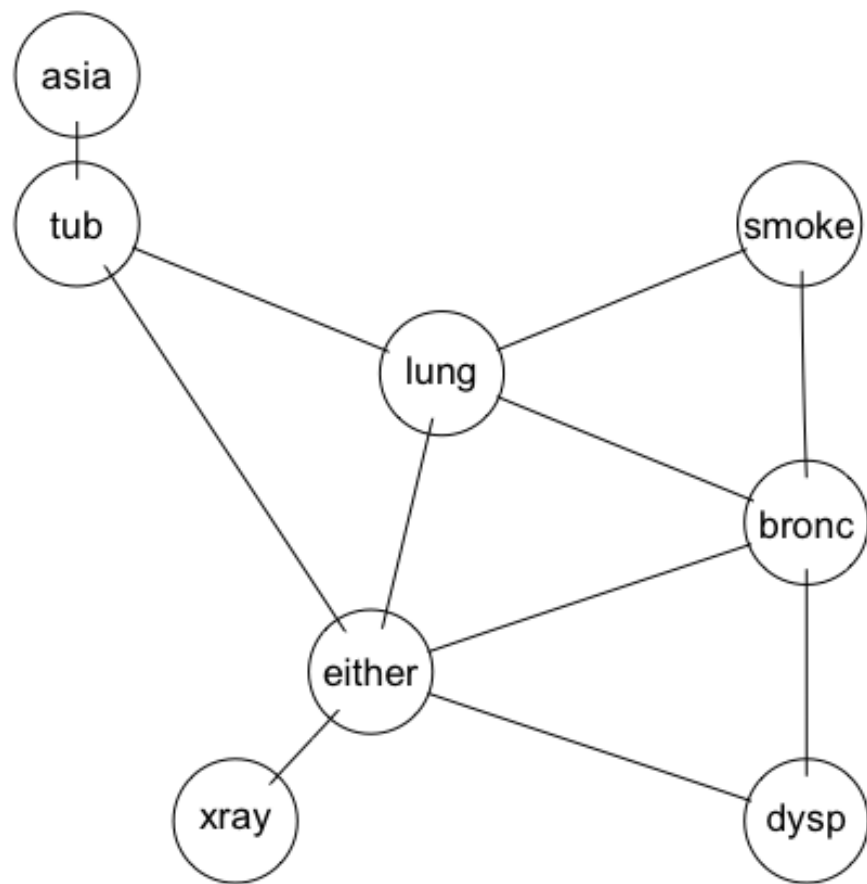 asia
tub
smoke
lung
bronc
either
xray
dysp